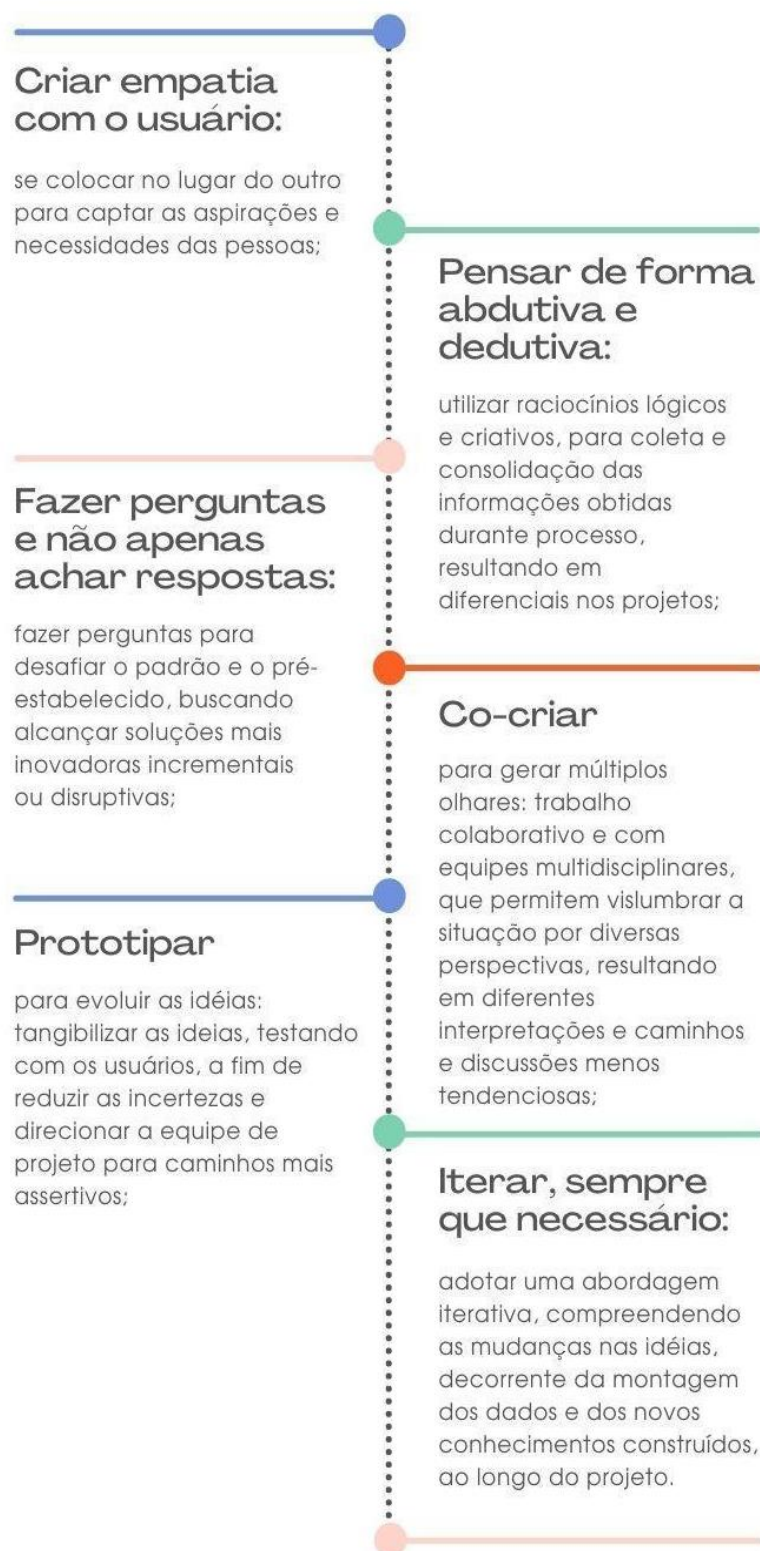 Criar empatia
com o usuário:
se colocar no lugar do outro
para captar as aspirações e
necessidades das pessoas;
Pensar de forma
abdutiva e
dedutiva:
utilizar raciocínios lógicos
e criativos, para coleta e
consolidação das
informações obtidas
durante processo,
resultando em
diferenciais nos projetos;
Fazer perguntas
e não apenas
achar respostas:
fazer perguntas para
desafiar o padrão e o pré-
estabelecido, buscando
alcançar soluções mais
inovadoras incrementais
ou disruptivas;
Co-criar
para gerar múltiplos
olhares: trabalho
colaborativo e com
equipes multidisciplinares,
que permitem vislumbrar a
situação por diversas
perspectivas, resultando
em diferentes
interpretações e caminhos
e discussões menos
tendenciosas;
Prototipar
para evoluir as idéias:
tangibilizar as ideias, testando
com os usuários, a fim de
reduzir as incertezas e
direcionar a equipe de
projeto para caminhos mais
assertivos;
Iterar, sempre
que necessário:
adotar uma abordagem
iterativa, compreendendo
as mudanças nas idéias,
decorrente da montagem
dos dados e dos novos
conhecimentos construídos,
ao longo do projeto.